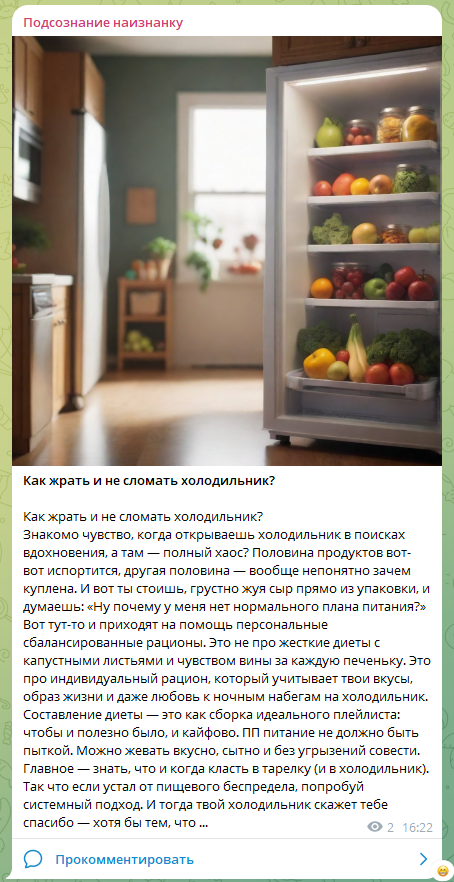 Подсознание наизнанку
Как жрать и не сломать холодильник?
Как жрать и не сломать холодильник?
Знакомо чувство, когда открываешь холодильник в поисках
вдохновения, а там — полный хаос? Половина продуктов вот-
вот испортится, другая половина — вообще непонятно зачем
куплена. И вот ты стоишь, грустно жуя сыр прямо из упаковки, и
думаешь: «Ну почему у меня нет нормального плана питания?»
Вот тут-то и приходят на помощь персональные
сбалансированные рационы. Это не про жесткие диеты с
капустными листьями и чувством вины за каждую печеньку. Это
про индивидуальный рацион, который учитывает твои вкусы,
образ жизни и даже любовь к ночным набегам на холодильник.
Составление диеты — это как сборка идеального плейлиста:
чтобы и полезно было, и кайфово. ПП питание не должно быть
пыткой. Можно жевать вкусно, сытно и без угрызений совести.
Главное — знать, что и когда класть в тарелку (и в холодильник).
Так что если устал от пищевого беспредела, попробуй
системный подход. И тогда твой холодильник скажет тебе
спасибо — хотя бы тем, что ...
2 16:22
Прокомментировать